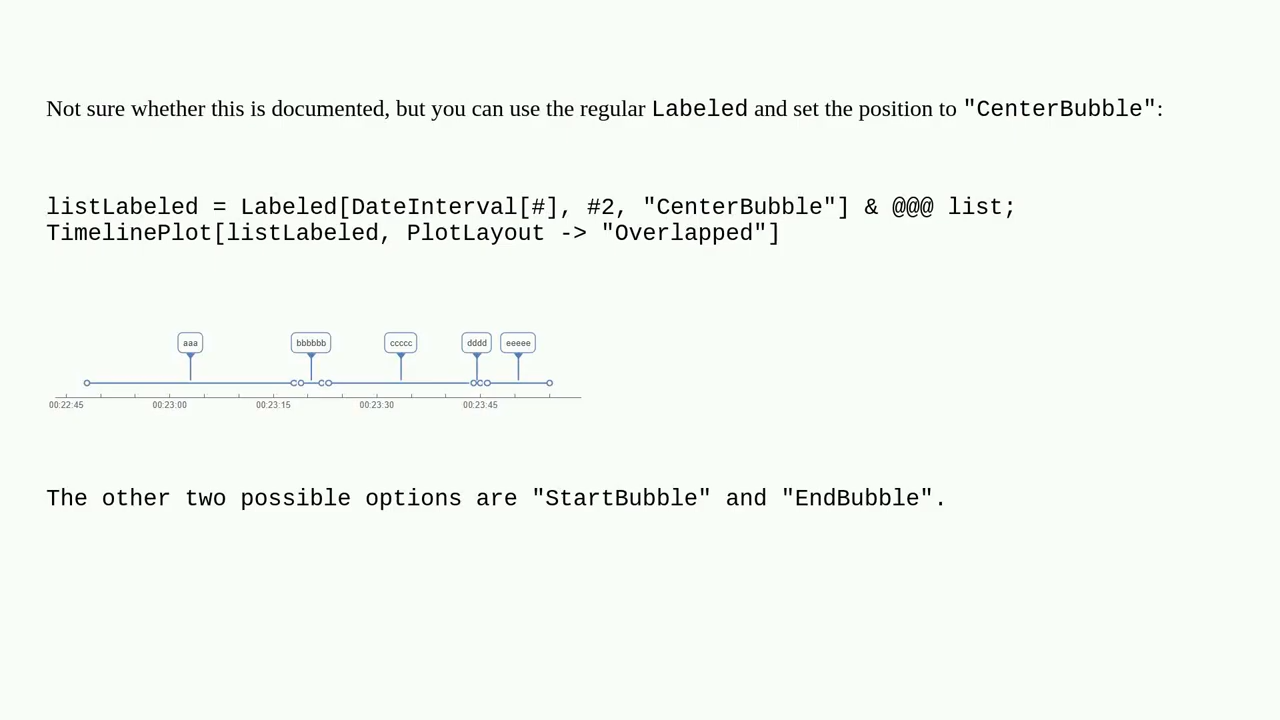 Not sure whether this is documented, but you can use the regular Labeled and set the position to "CenterBubble":
listLabeled = Labeled[DateInterval[#], #2, "CenterBubble"] & @@@ list;
TimelinePlot[listLabeled, PlotLayout -> "Overlapped"]
aaa bbbbbb ccccc dddd eeeee
00:22:45 00:23:00 00:23:15 00:23:30 00:23:45
The other two possible options are "StartBubble" and "EndBubble".